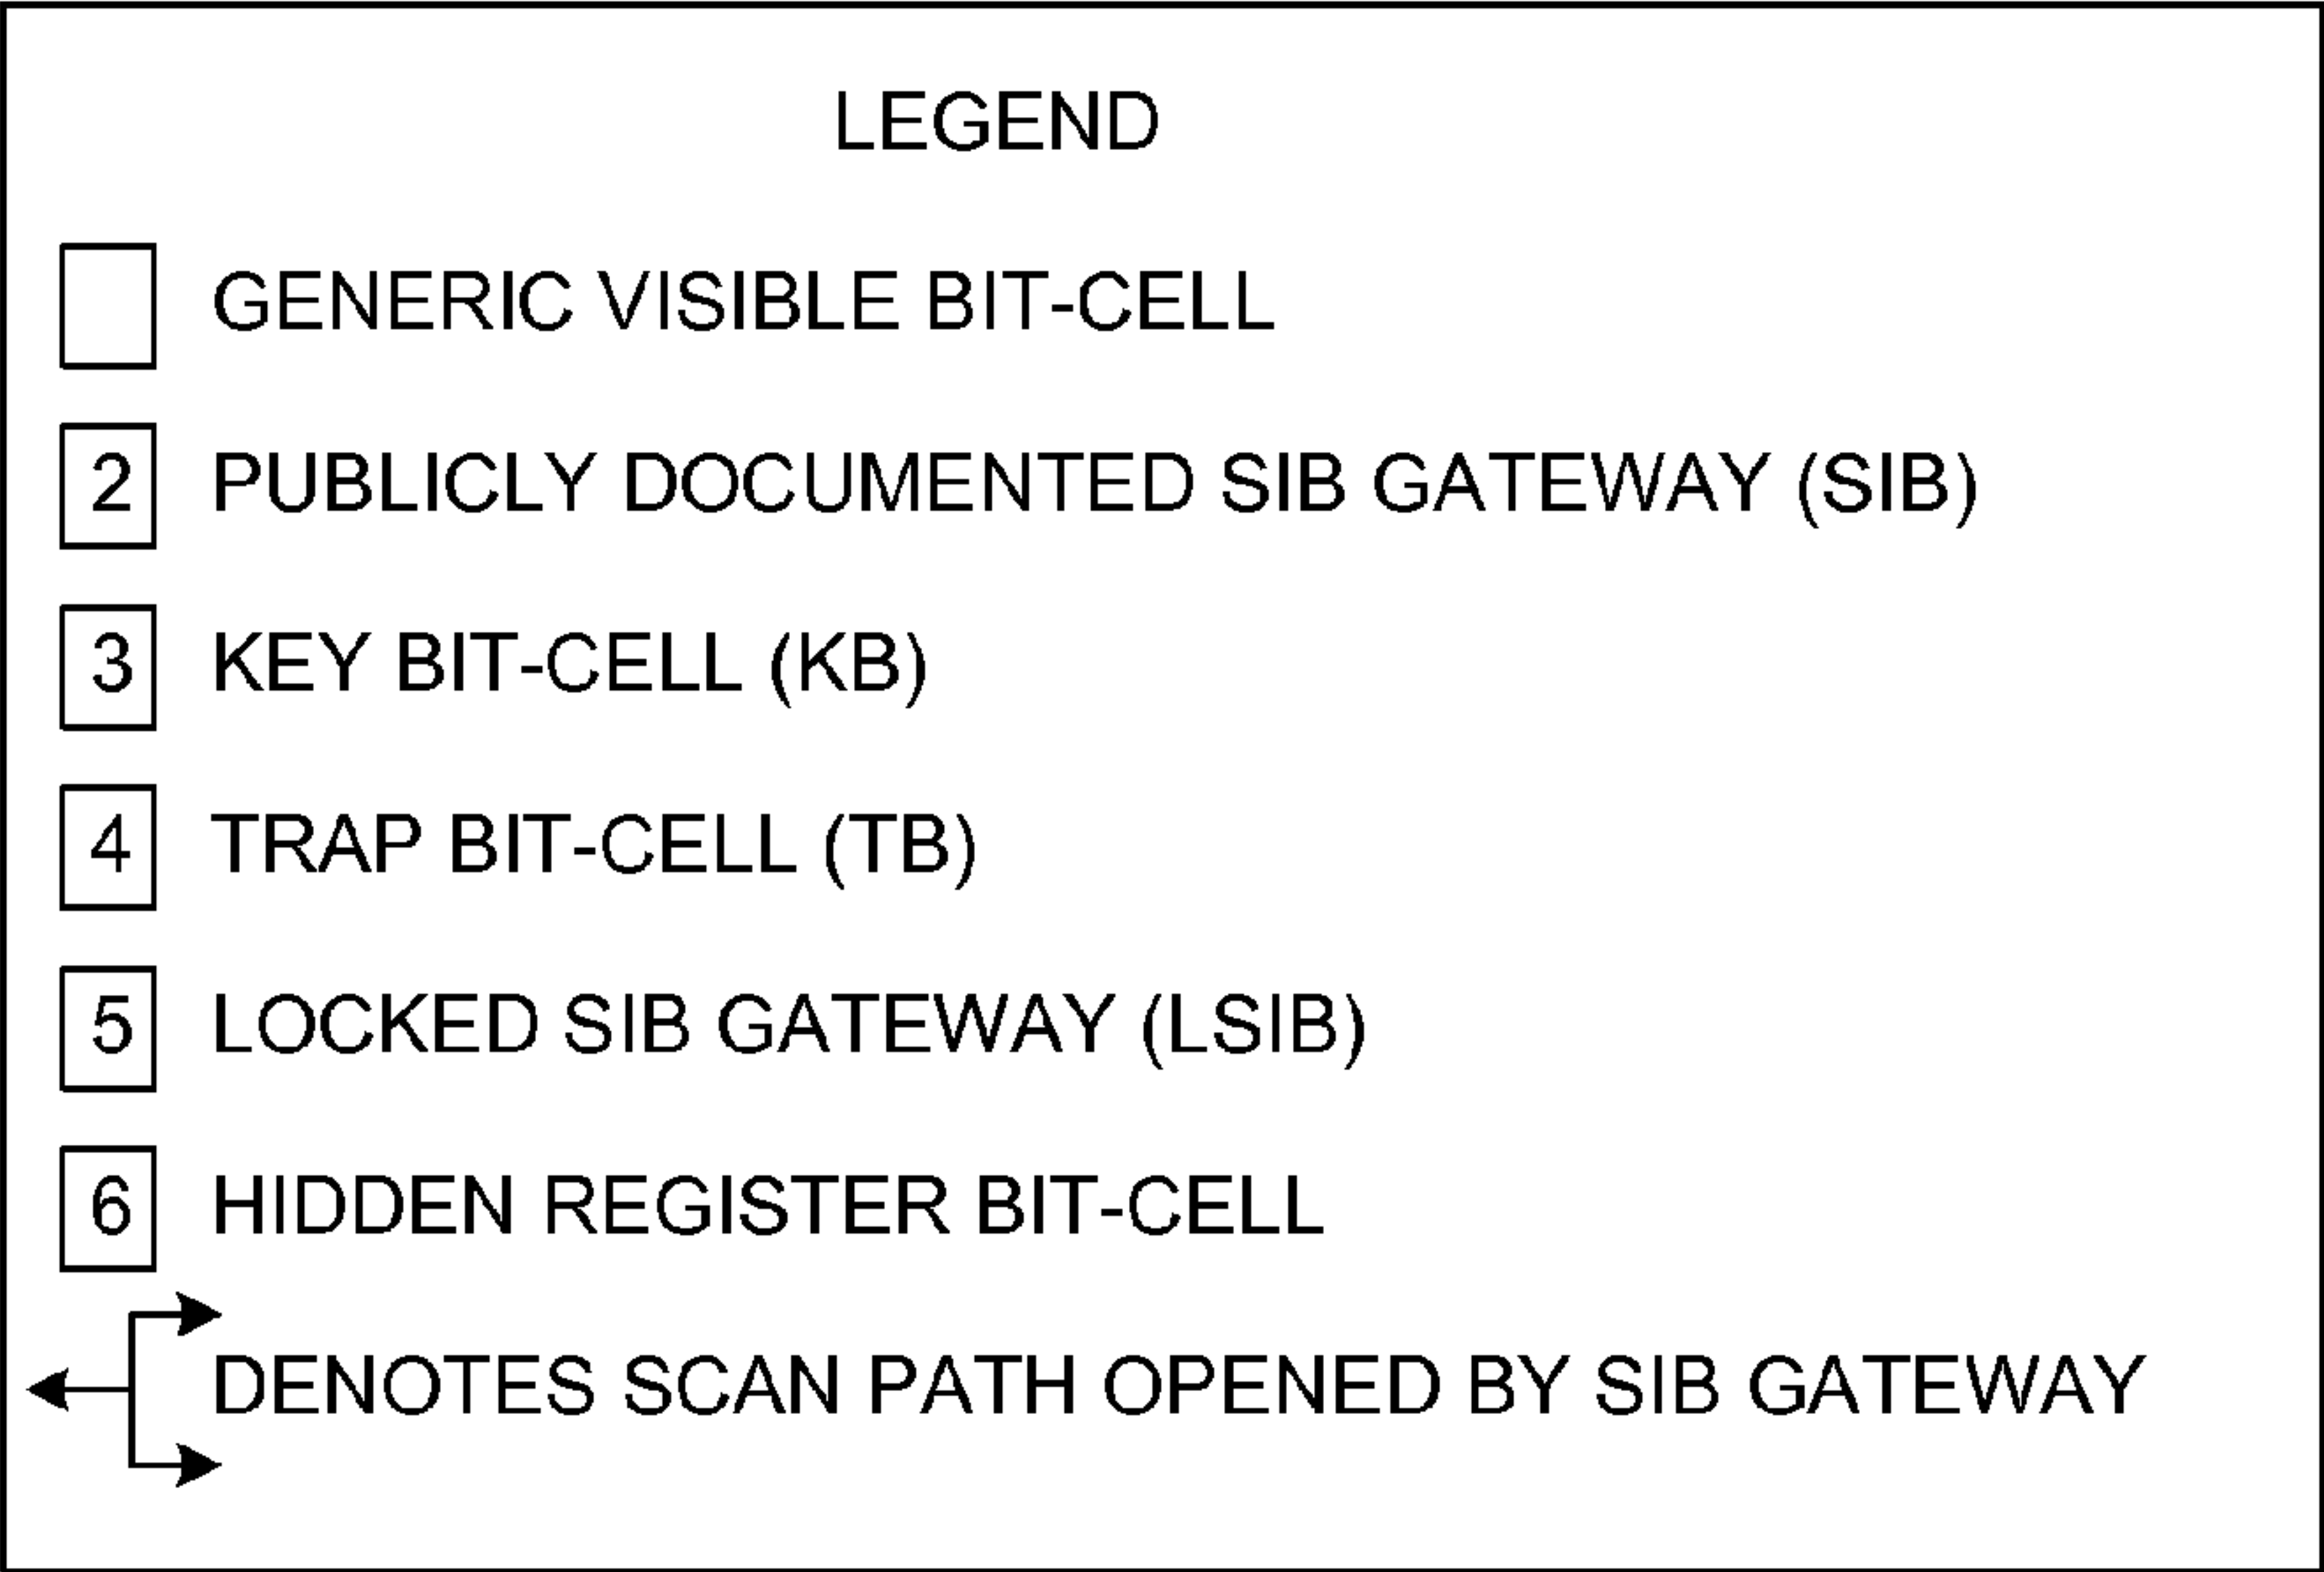 LEGEND
GENERIC VISIBLE BIT-CELL
2 PUBLICLY DOCUMENTED SIB GATEWAY (SIB)
3 KEY BIT-CELL (KB)
4 TRAP BIT-CELL (TB)
5 LOCKED SIB GATEWAY (LSIB)
6 HIDDEN REGISTER BIT-CELL
DENOTES SCAN PATH OPENED BY SIB GATEWAY